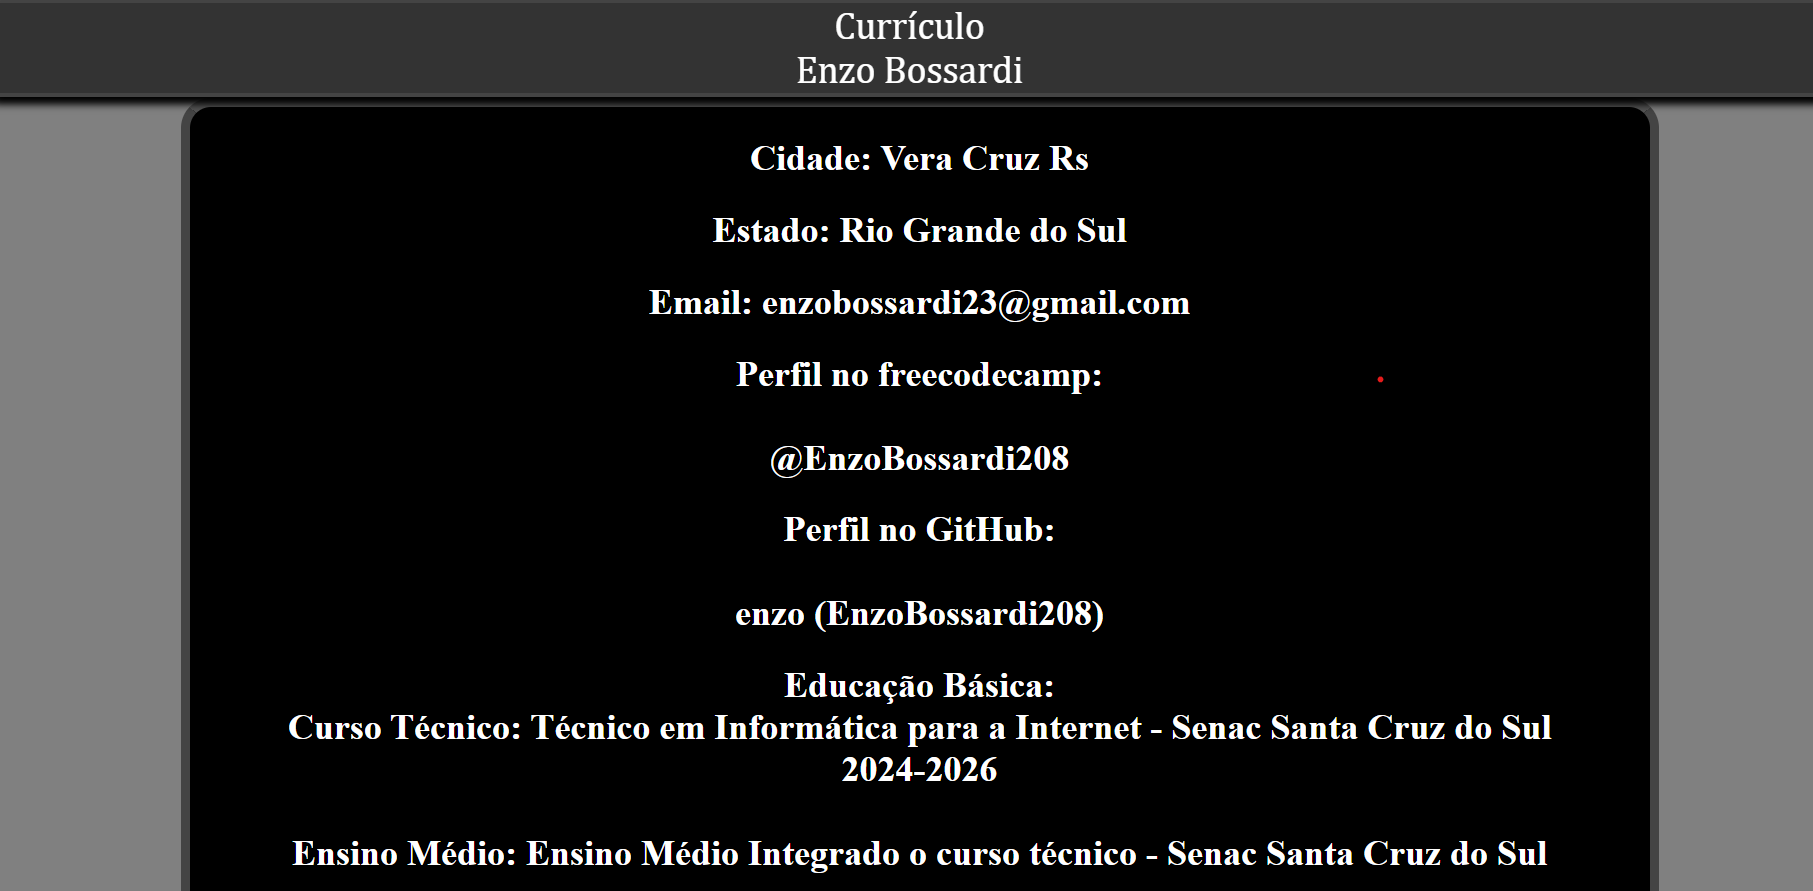 Currículo
Enzo Bossardi
Cidade: Vera Cruz Rs
Estado: Rio Grande do Sul
Email: enzobossardi23@gmail.com
Perfil no freecodecamp:
@EnzoBossardi208
Perfil no GitHub:
enzo (EnzoBossardi208)
Educação Básica:
Curso Técnico: Técnico em Informática para a Internet - Senac Santa Cruz do Sul
2024-2026
Ensino Médio: Ensino Médio Integrado o curso técnico - Senac Santa Cruz do Sul